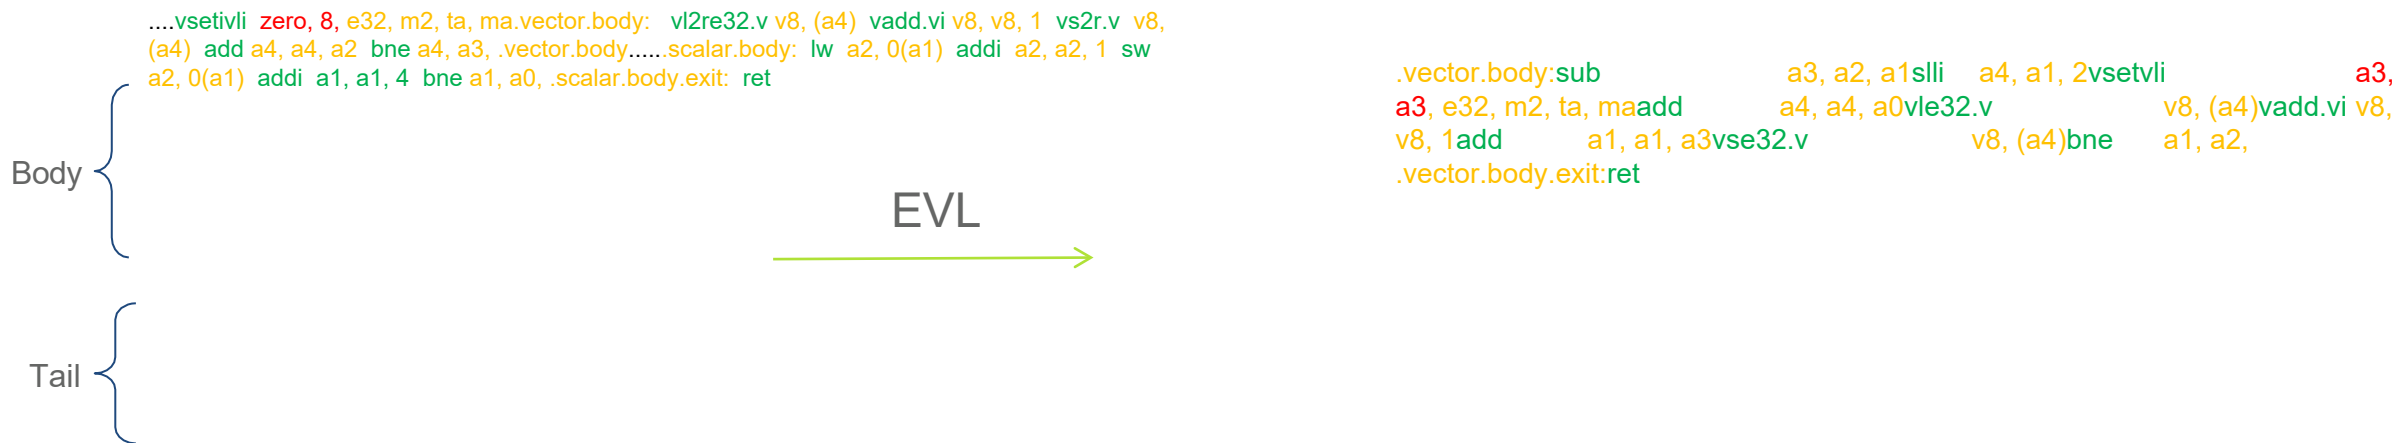 ....vsetivli zero, 8, e32, m2, ta, ma.vector.body: vl2re32.v v8, (a4) vadd.vi v8, v8, 1 vs2r.v v8,
(a4) add a4, a4, a2 bne a4, a3, .vector.body......scalar.body: lw a2, 0(a1) addi a2, a2, 1 sw
a2, 0(a1) addi a1, a1, 4 bne a1, a0, .scalar.body.exit: ret
Body
Tail
EVL
.vector.body:sub a3, a2, a1slli a4, a1, 2vsetvli a3,
a3, e32, m2, ta, maadd a4, a4, a0vle32.v v8, (a4)vadd.vi v8,
v8, 1add a1, a1, a3vse32.v v8, (a4)bne a1, a2,
.vector.body.exit:ret